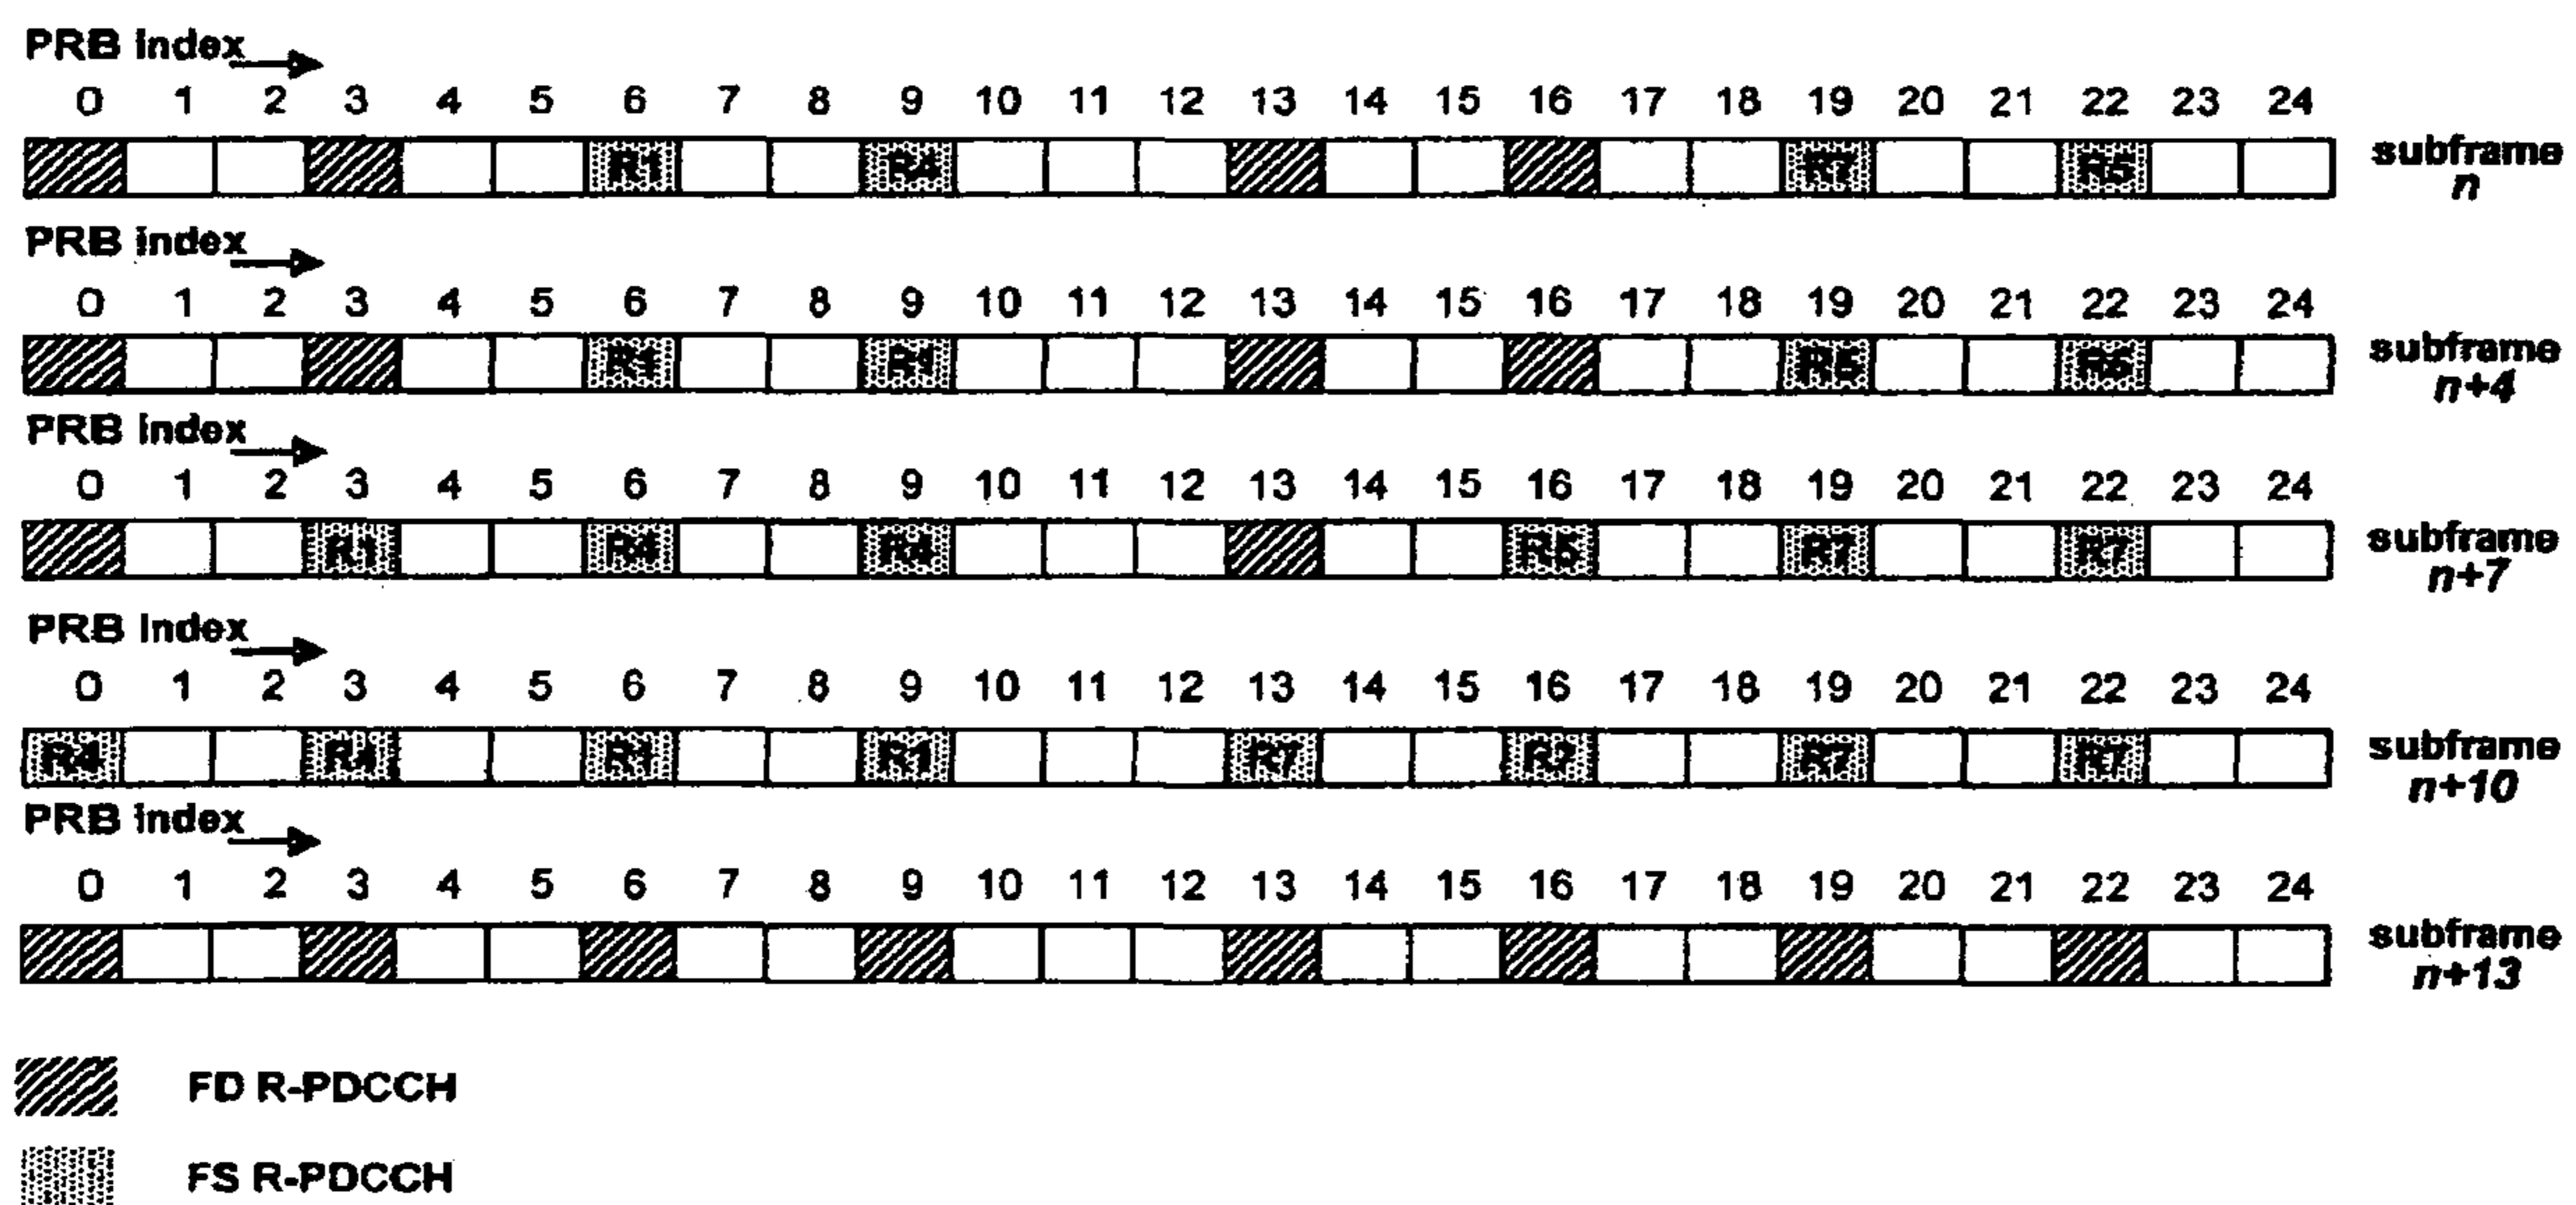 PRB index
0 1 2 3 4 5 6 7 8 9 10 11 12 13 14 15 16 17 18 19 20 21 22 23 24
R1 R4 R7 R5 subframe
n
PRB index
0 1 2 3 4 5 6 7 8 9 10 11 12 13 14 15 16 17 18 19 20 21 22 23 24
subframe
n+4
PRB index
0 1 2 3 4 5 6 7 8 9 10 11 12 13 14 15 16 17 18 19 20 21 22 23 24
R1 R4 R4 R7 R7 subframe
n+7
PRB index
0 1 2 3 4 5 6 7 8 9 10 11 12 13 14 15 16 17 18 19 20 21 22 23 24
R4 R4 R1 R7 R7 R7 subframe
n+10
PRB index
0 1 2 3 4 5 6 7 8 9 10 11 12 13 14 15 16 17 18 19 20 21 22 23 24
subframe
n+13
FD R-PDCCH
FS R-PDCCH